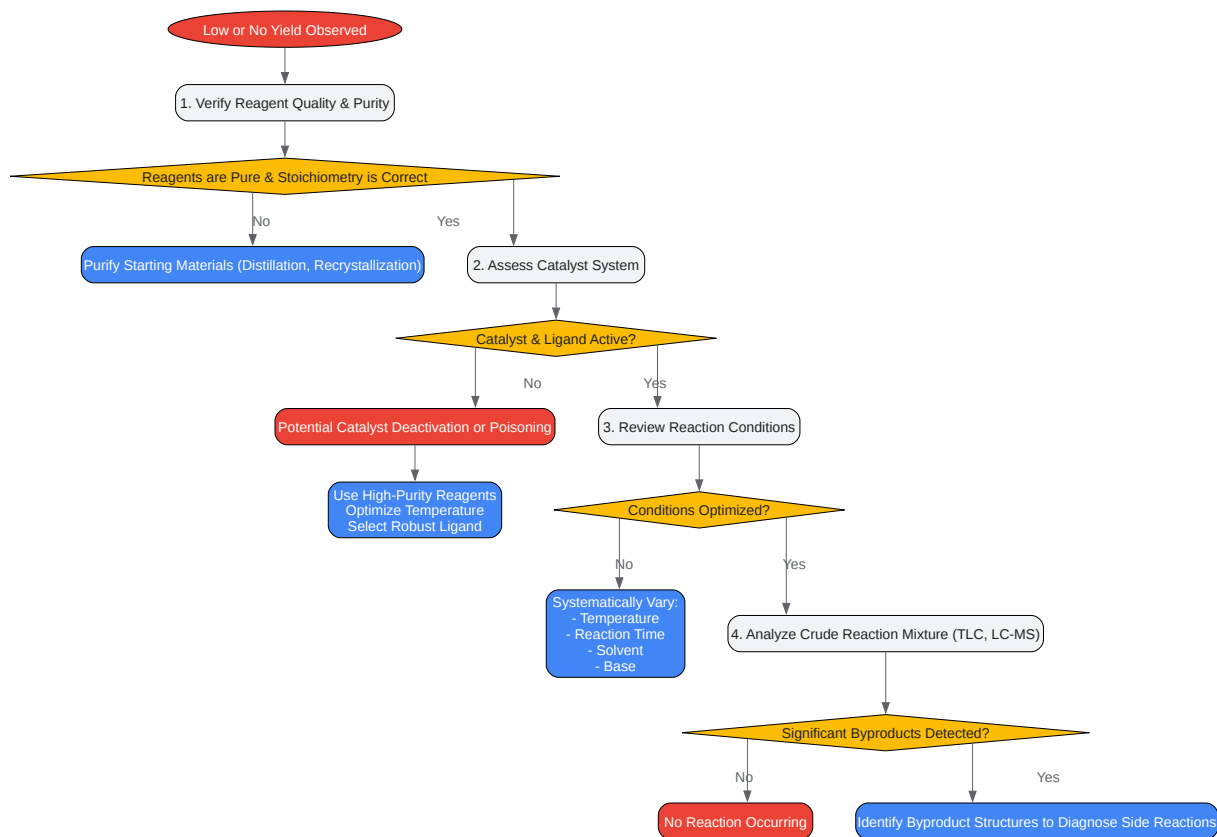 Low or No Yield Observed
1. Verify Reagent Quality & Purity
Reagents are Pure & Stoichiometry is Correct
No
Yes
Purify Starting Materials (Distillation, Recrystallization)
2. Assess Catalyst System
Catalyst & Ligand Active?
No
Yes
Potential Catalyst Deactivation or Poisoning
3. Review Reaction Conditions
Use High-Purity Reagents
Optimize Temperature
Select Robust Ligand
Conditions Optimized?
No
Yes
Systematically Vary:
- Temperature
- Reaction Time
- Solvent
- Base
4. Analyze Crude Reaction Mixture (TLC, LC-MS)
Significant Byproducts Detected?
No
Yes
No Reaction Occurring
Identify Byproduct Structures to Diagnose Side Reactions